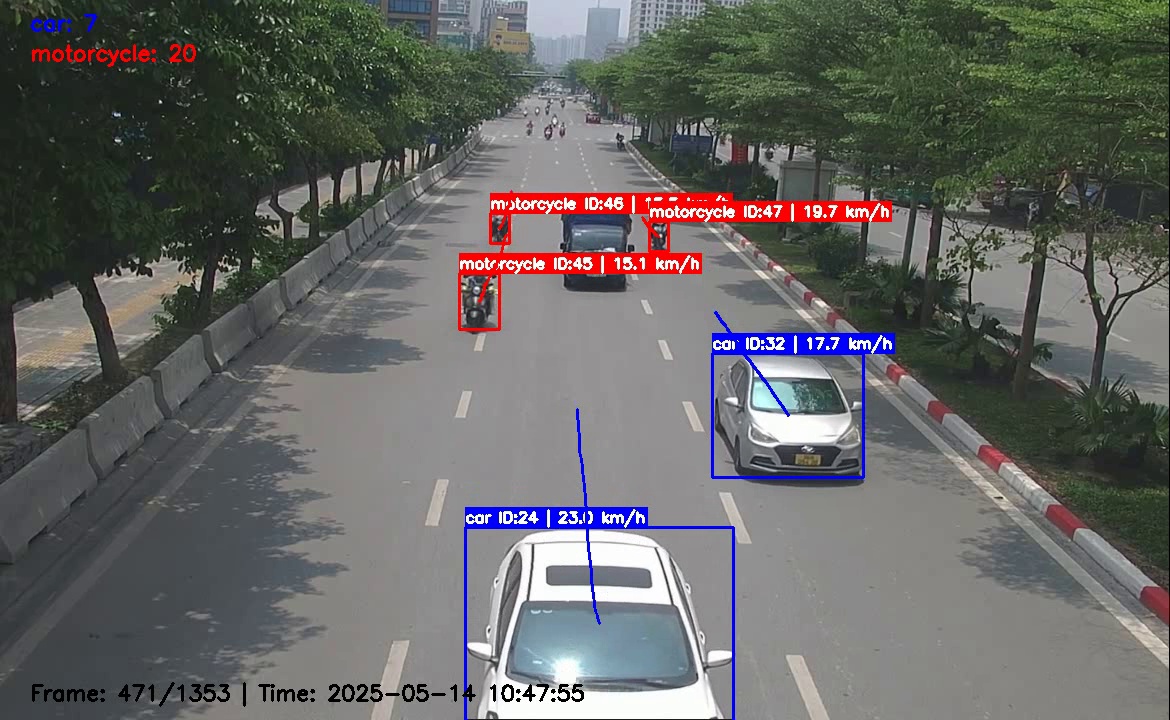 car: 7
motorcycle: 20
motorcycle ID:46 |
motorcycle ID:47 | 19.7 km/h
motorcycle ID:45 | 15.1 km/h
car ID:32 | 17.7 km/h
car ID:24 | 23.0 km/h
Frame: 471/1353 | Time: 2025-05-14 10:47:55